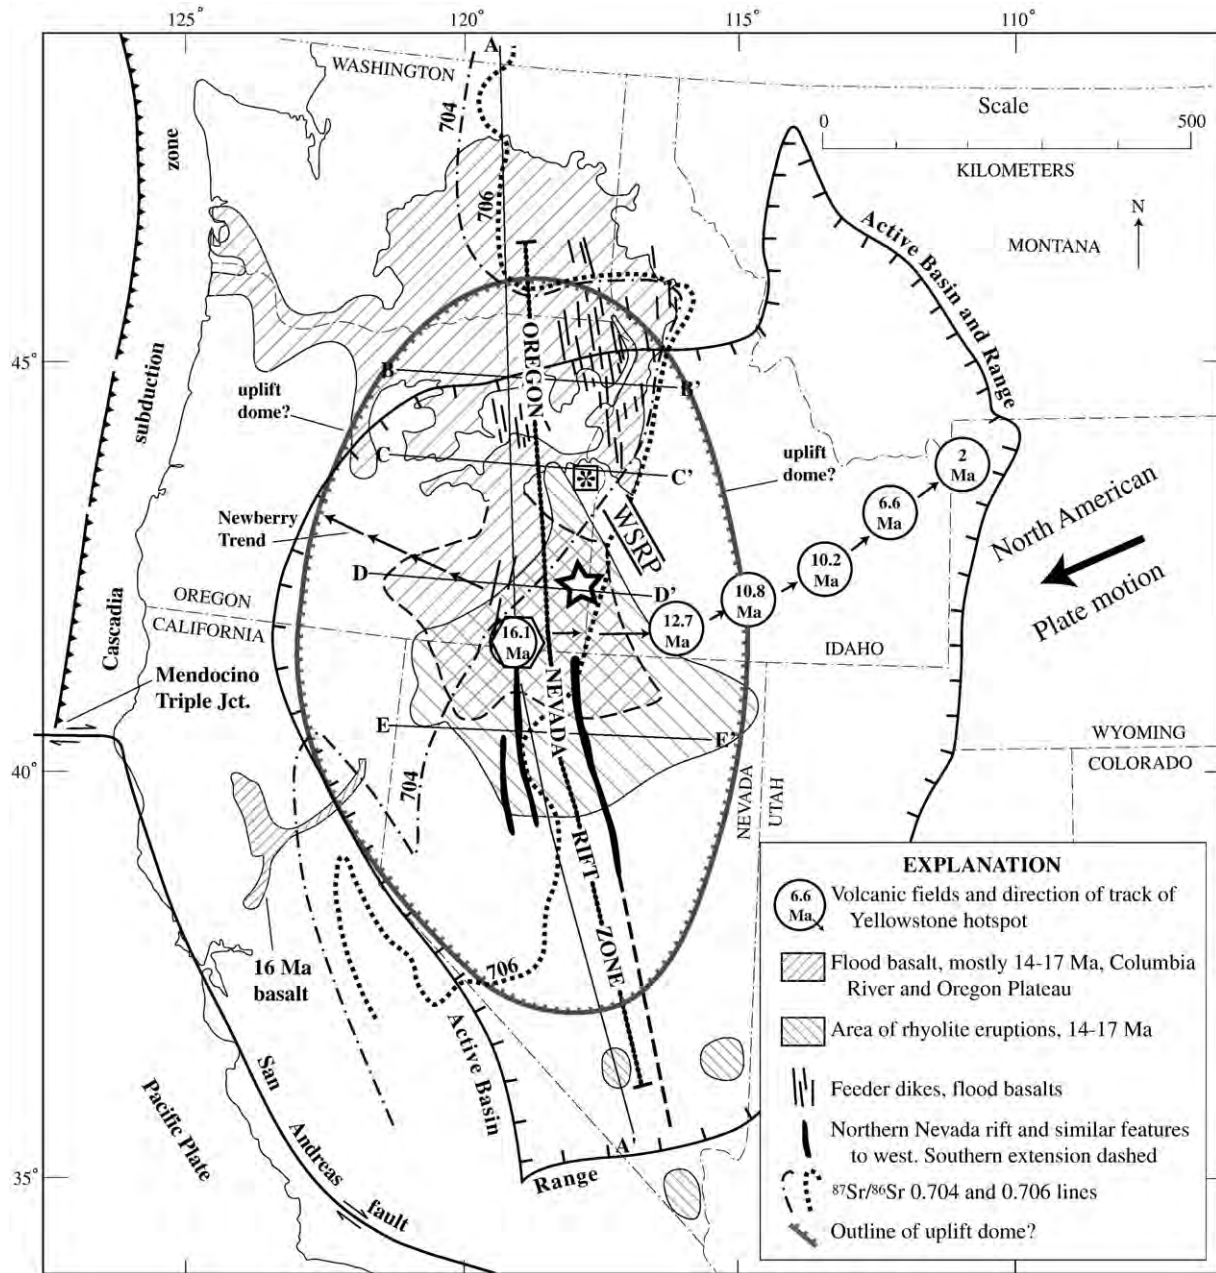 125°
120°
115°
110°
A
WASHINGTON
Scale
0
500
KILOMETERS
N
MONTANA
zone
704
706
Active Basin and Range
45°
subduction
uplift
dome?
OREGON
B
B'
C
C'
uplift
dome?
2
Ma
6.6
Ma
10.2
Ma
10.8
Ma
12.7
Ma
16.1
Ma
North American
Plate motion
Newberry
Trend
WSRP
D
D'
OREGON
CALIFORNIA
IDAHO
Cascadia
Mendocino
Triple Jct.
NEVADA
E
E'
WYOMING
COLORADO
40°
704
NEVADA
UTAH
RIFT
ZONE
16 Ma
basalt
706
San
Andreas
fault
Pacific Plate
Active Basin
Range
A'
35°
EXPLANATION
6.6
Ma
Volcanic fields and direction of track of
Yellowstone hotspot
Flood basalt, mostly 14-17 Ma, Columbia
River and Oregon Plateau
Area of rhyolite eruptions, 14-17 Ma
Feeder dikes, flood basalts
Northern Nevada rift and similar features
to west. Southern extension dashed
⁸⁷Sr/⁸⁶Sr 0.704 and 0.706 lines
Outline of uplift dome?